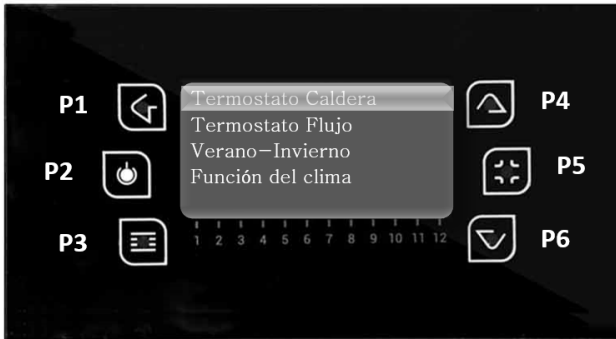 P1
P2
P3
Termostato Caldera
Termostato Flujo
Verano-Invierno
Función del clima
1 2 3 4 5 6 7 8 9 10 11 12
P4
P5
P6